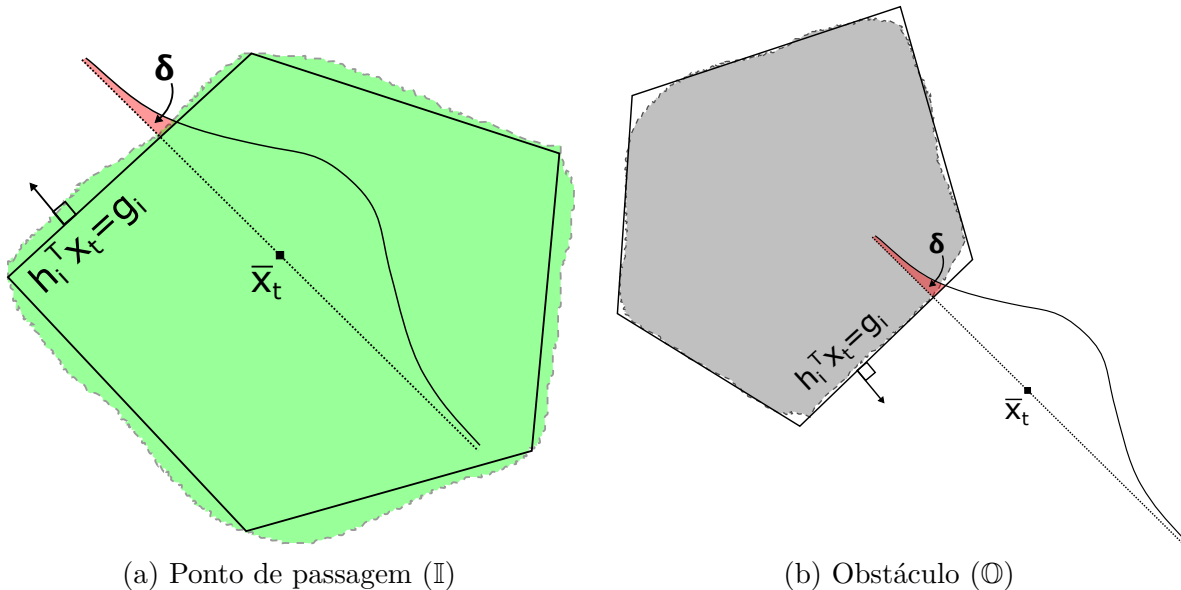 δ
hᵢᵀxₜ=gᵢ
x̄ₜ
δ
hᵢᵀxₜ=gᵢ
x̄ₜ
(a) Ponto de passagem (𝕀)
(b) Obstáculo (𝕆)